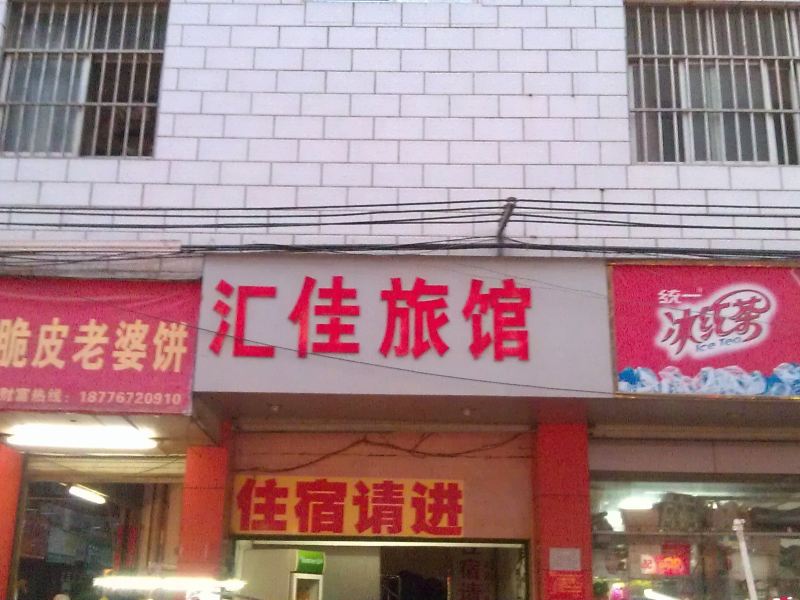 汇佳旅馆
脆皮老婆饼
财富热线：18776720910
统一
冰红茶
Ice Tea
住宿请进